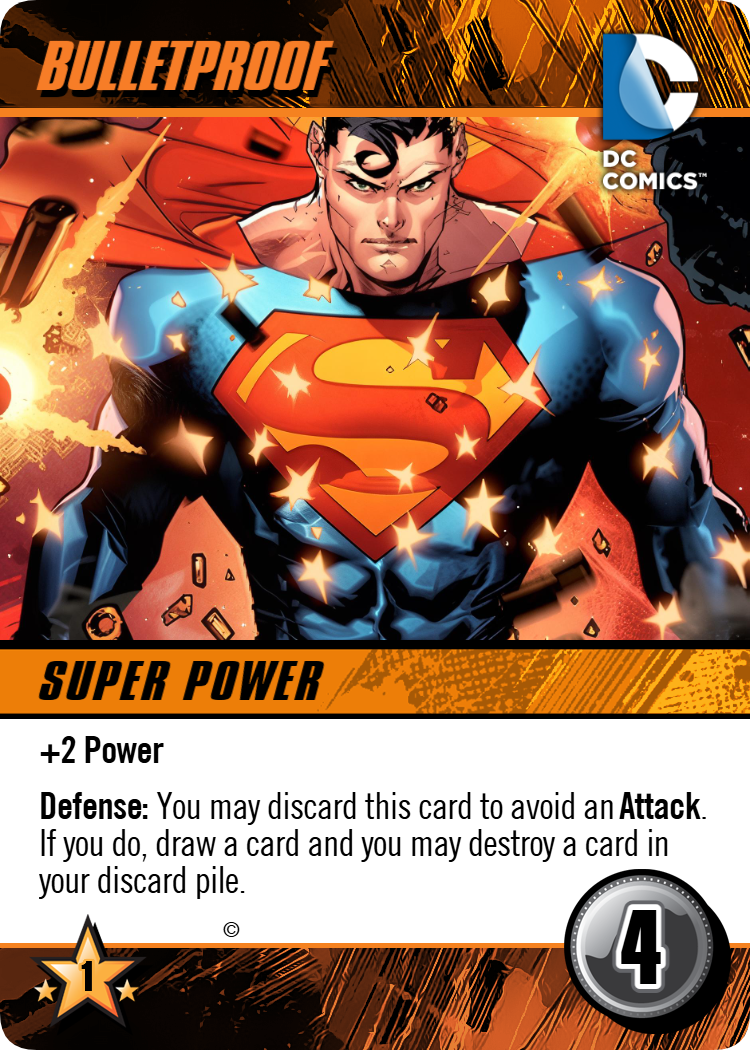 BULLETPROOF
DC
COMICS™
S
SUPER POWER
+2 Power
Defense: You may discard this card to avoid an Attack.
If you do, draw a card and you may destroy a card in
your discard pile.
©
1
4